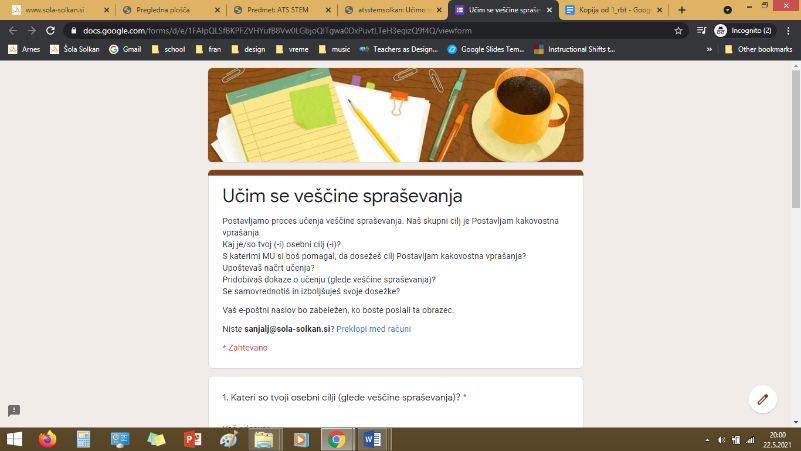 www.sola-solkan.si
Pregledna plošča
Predmet: ATS STEM
atsstemsolkan: Učimo s
Učim se veščine spraše
Kopija od 1_rbt - Goog
docs.google.com/forms/d/e/1FAIpQLSfBKPFZVHYufB8Vw0LGbjoQITgwa0DxPuvtLTeH3eqizQ9f4Q/viewform
Incognito (2)
Arnes
Šola Solkan
Gmail
school
fran
design
vreme
music
Teachers as Design...
Google Slides Tem...
Instructional Shifts t...
Other bookmarks
Učim se veščine spraševanja
Postavljamo proces učenja veščine spraševanja. Naš skupni cilj je Postavljam kakovostna
vprašanja.
Kaj je/so tvoj (-i) osebni cilj (-i)?
S katerimi MU si boš pomagal, da dosežeš cilj Postavljam kakovostna vprašanja?
Upoštevaš načrt učenja?
Pridobivaš dokaze o učenju (glede veščine spraševanja)?
Se samovrednotiš in izboljšuješ svoje dosežke?
Vaš e-poštni naslov bo zabeležen, ko boste poslali ta obrazec.
Niste sanjalj@sola-solkan.si? Preklopi med računi
* Zahtevano
1. Kateri so tvoji osebni cilji (glede veščine spraševanja)? *
20:00
22.5.2021